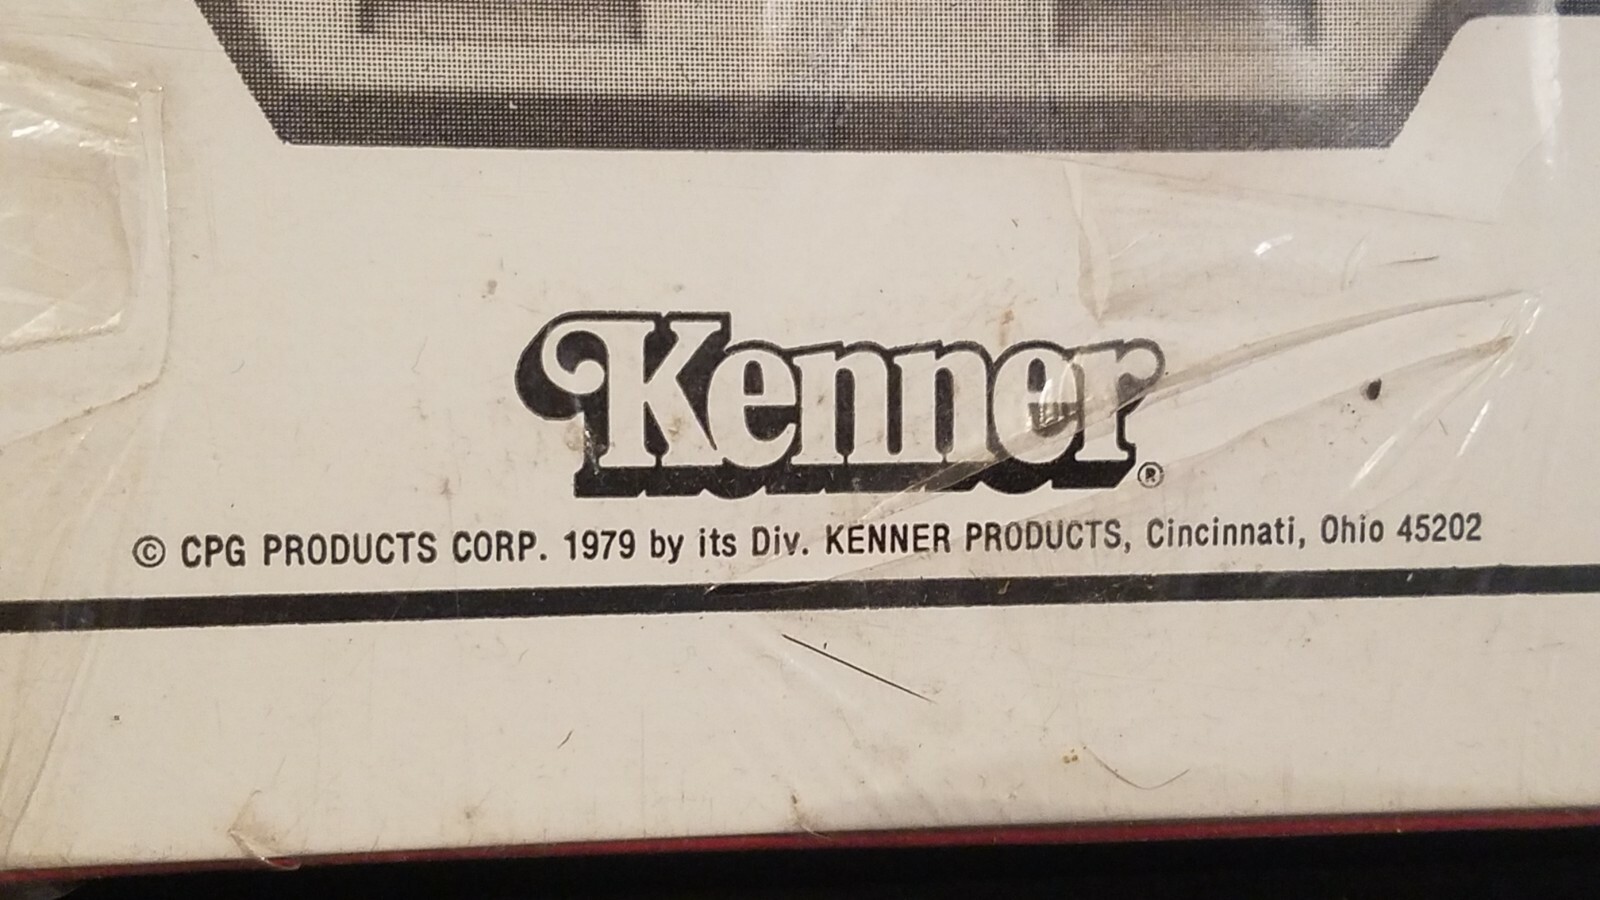 Kenner®
© CPG PRODUCTS CORP. 1979 by its Div. KENNER PRODUCTS, Cincinnati, Ohio 45202